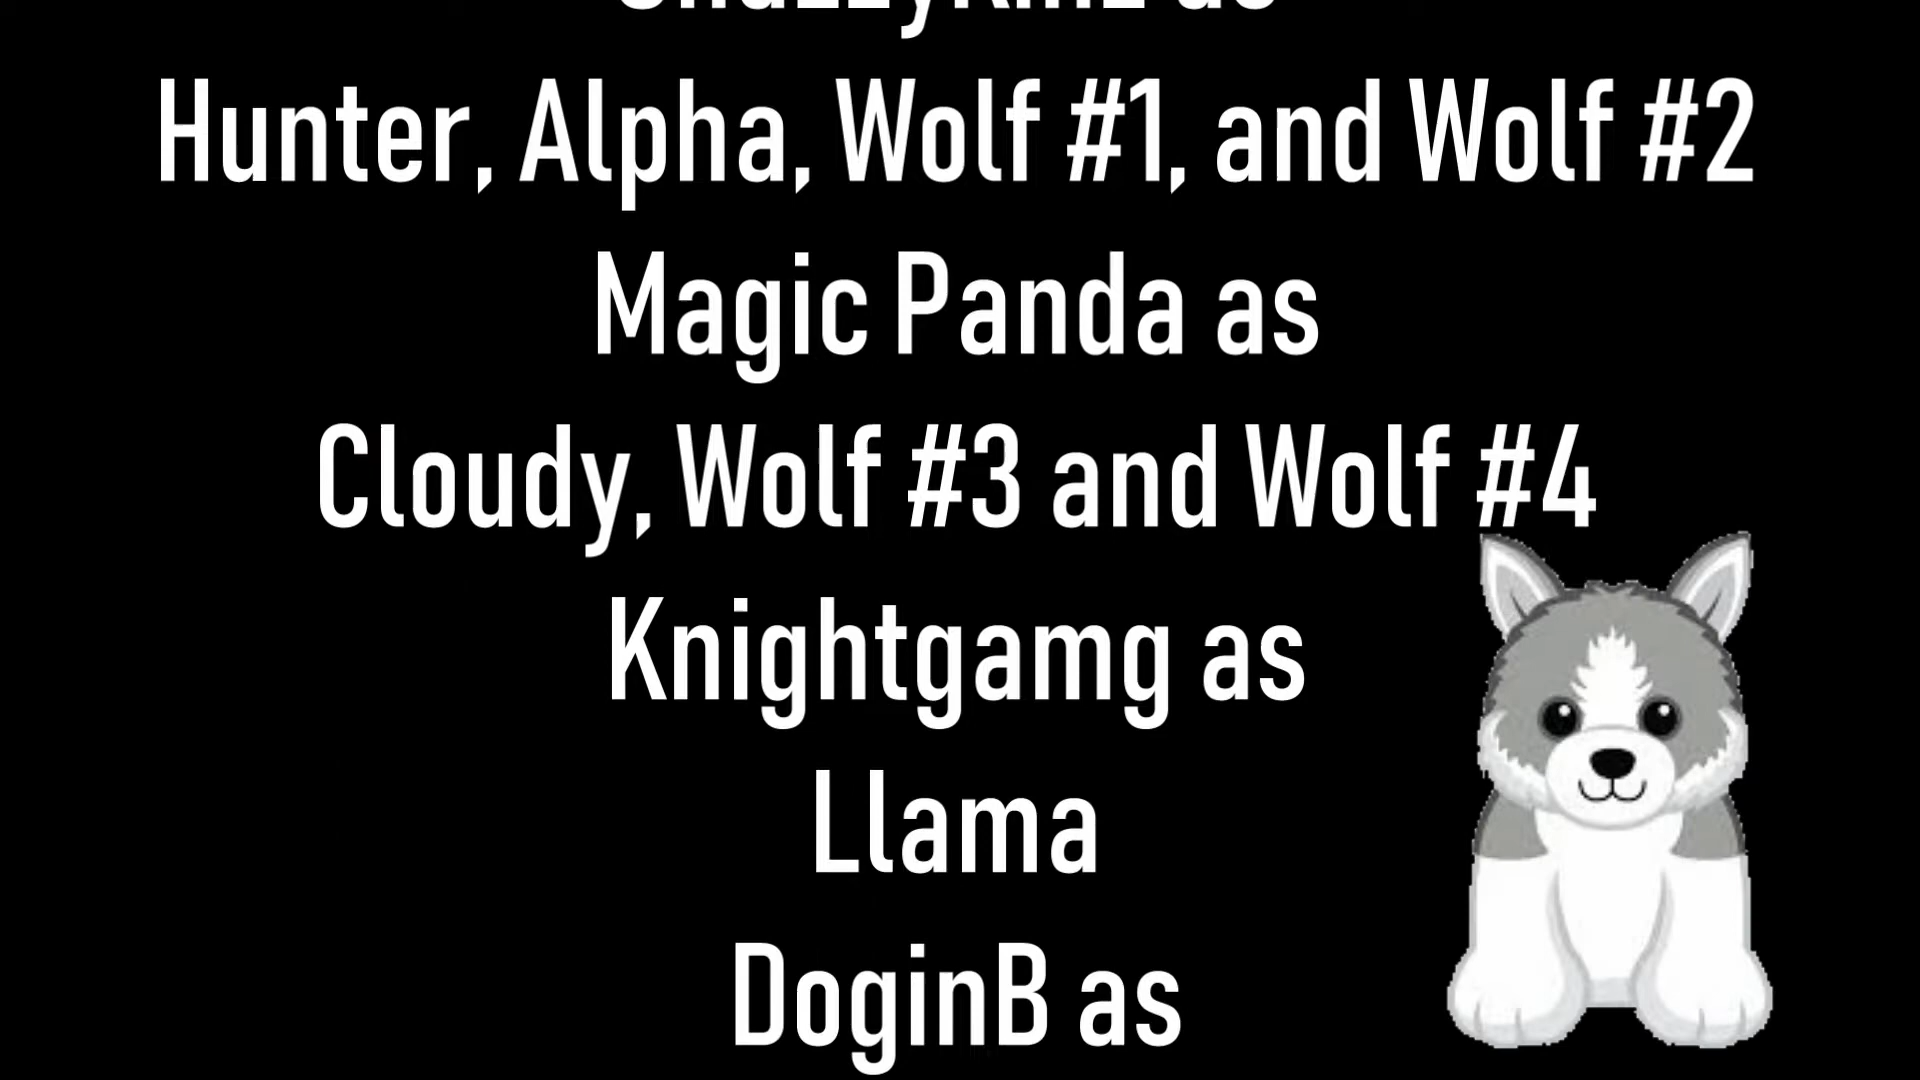 as
Hunter, Alpha, Wolf #1, and Wolf #2
Magic Panda as
Cloudy, Wolf #3 and Wolf #4
Knightgamg as
Llama
DoginB as